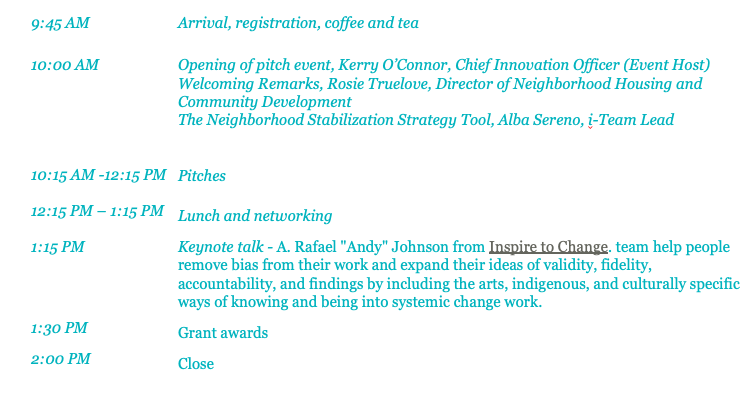 9:45 AM Arrival, registration, coffee and tea
10:00 AM Opening of pitch event, Kerry O’Connor, Chief Innovation Officer (Event Host)
Welcoming Remarks, Rosie Truelove, Director of Neighborhood Housing and
Community Development
The Neighborhood Stabilization Strategy Tool, Alba Sereno, i-Team Lead
10:15 AM -12:15 PM Pitches
12:15 PM – 1:15 PM Lunch and networking
1:15 PM Keynote talk - A. Rafael "Andy" Johnson from Inspire to Change. team help people
remove bias from their work and expand their ideas of validity, fidelity,
accountability, and findings by including the arts, indigenous, and culturally specific
ways of knowing and being into systemic change work.
1:30 PM Grant awards
2:00 PM Close